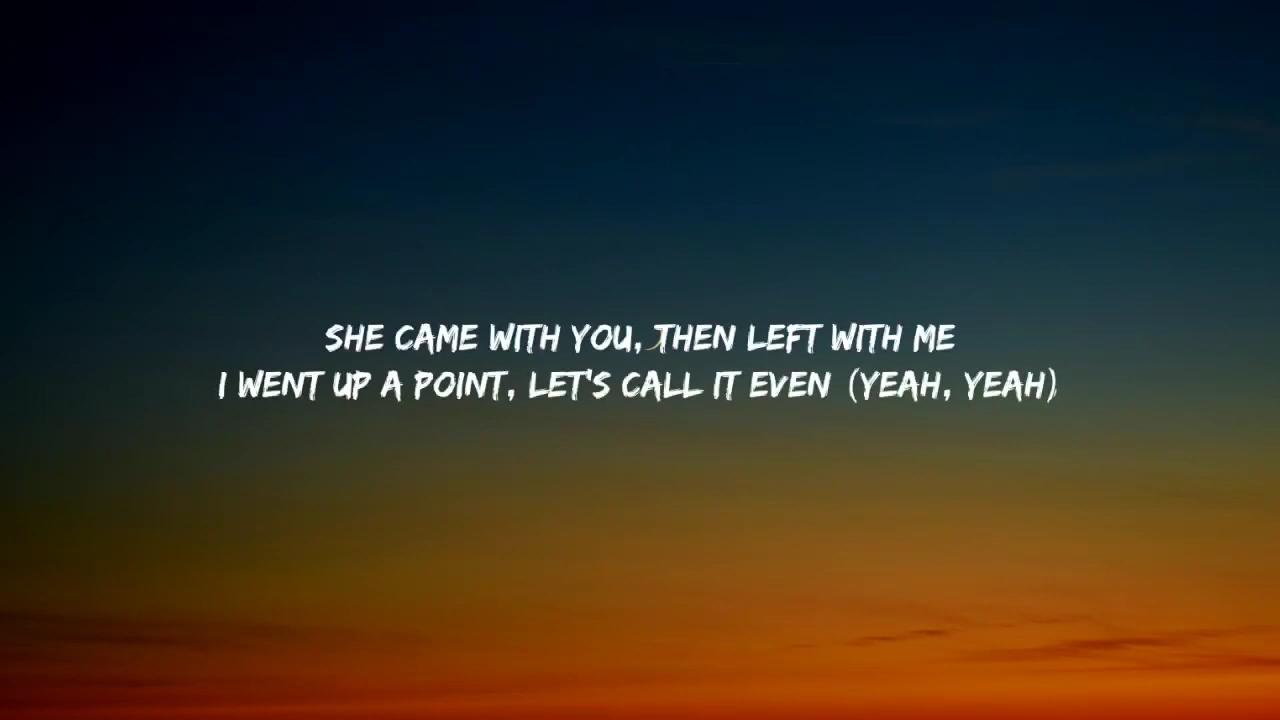 SHE CAME WITH YOU, THEN LEFT WITH ME
I WENT UP A POINT, LET'S CALL IT EVEN (YEAH, YEAH)